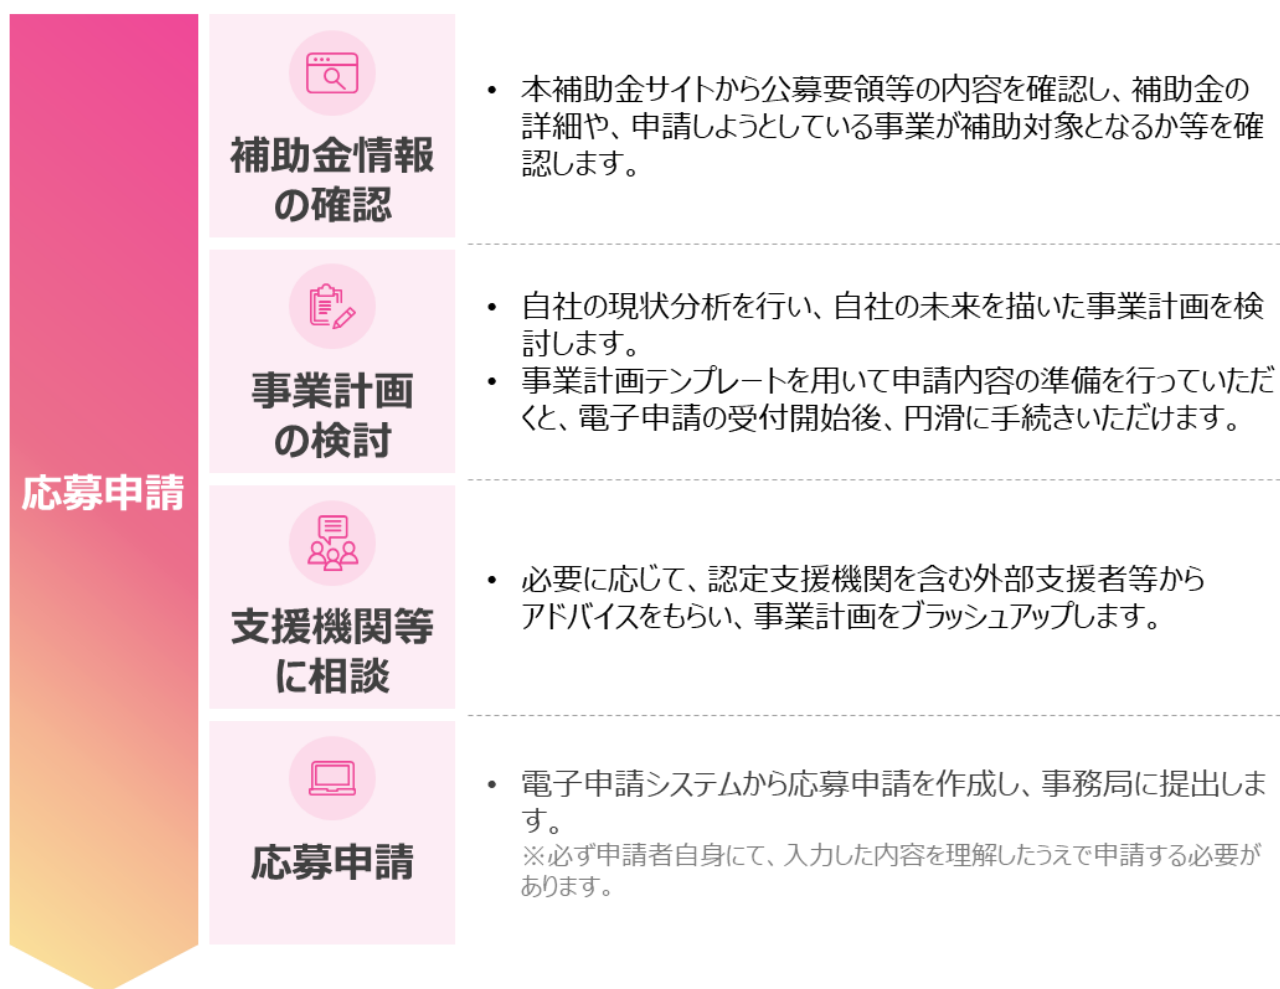 応募申請
補助金情報
の確認
• 本補助金サイトから公募要領等の内容を確認し、補助金の
詳細や、申請しようとしている事業が補助対象となるか等を確
認します。
事業計画
の検討
• 自社の現状分析を行い、自社の未来を描いた事業計画を検
討します。
• 事業計画テンプレートを用いて申請内容の準備を行っていただ
くと、電子申請の受付開始後、円滑に手続きいただけます。
支援機関等
に相談
• 必要に応じて、認定支援機関を含む外部支援者等から
アドバイスをもらい、事業計画をブラッシュアップします。
応募申請
• 電子申請システムから応募申請を作成し、事務局に提出しま
す。
※必ず申請者自身にて、入力した内容を理解したうえで申請する必要が
あります。